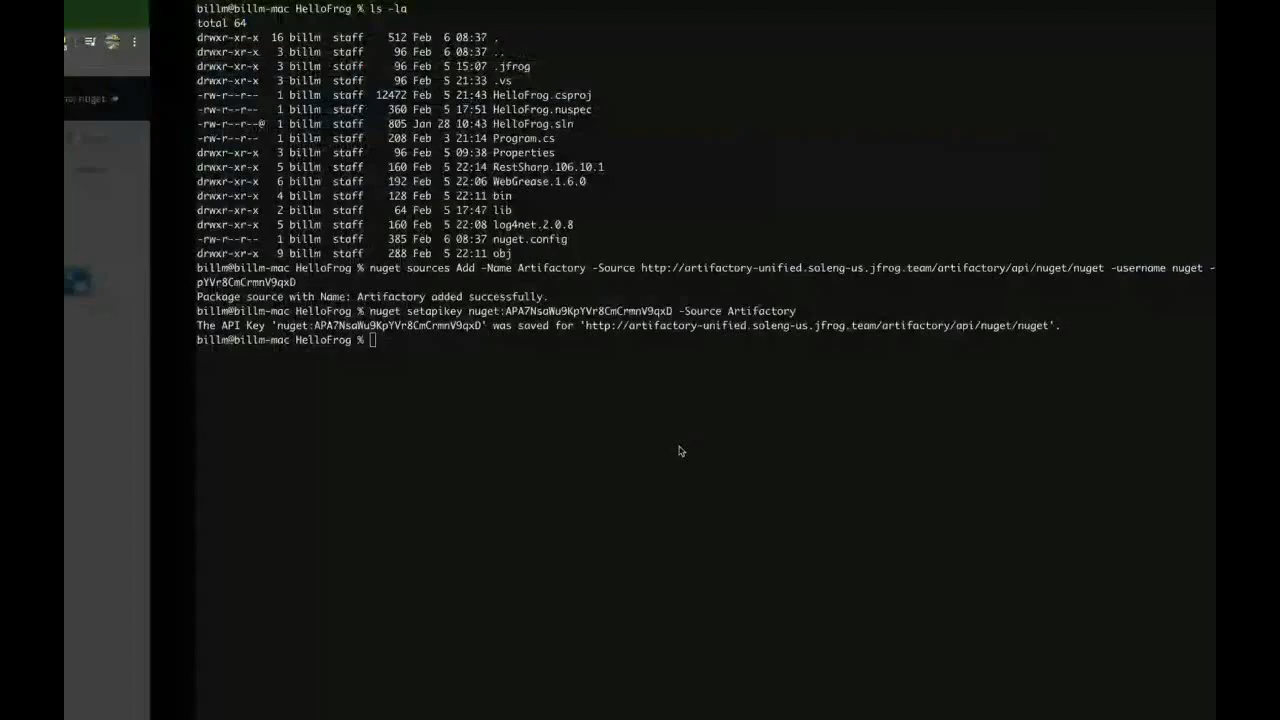 billm@billm-mac HelloFrog % ls -la
total 64
drwxr-xr-x 16 billm staff 512 Feb 6 08:37 .
drwxr-xr-x 3 billm staff 96 Feb 6 08:37 ..
drwxr-xr-x 3 billm staff 96 Feb 5 15:07 .jfrog
drwxr-xr-x 3 billm staff 96 Feb 5 21:33 .vs
-rw-r--r-- 1 billm staff 12472 Feb 5 21:43 HelloFrog.csproj
-rw-r--r-- 1 billm staff 360 Feb 5 17:51 HelloFrog.nuspec
-rw-r--r--@ 1 billm staff 805 Jan 28 10:43 HelloFrog.sln
-rw-r--r-- 1 billm staff 208 Feb 3 21:14 Program.cs
drwxr-xr-x 3 billm staff 96 Feb 5 09:38 Properties
drwxr-xr-x 5 billm staff 160 Feb 5 22:14 RestSharp.106.10.1
drwxr-xr-x 6 billm staff 192 Feb 5 22:06 WebGrease.1.6.0
drwxr-xr-x 4 billm staff 128 Feb 5 22:11 bin
drwxr-xr-x 2 billm staff 64 Feb 5 17:47 lib
drwxr-xr-x 5 billm staff 160 Feb 5 22:08 log4net.2.0.8
-rw-r--r-- 1 billm staff 385 Feb 6 08:37 nuget.config
drwxr-xr-x 9 billm staff 288 Feb 5 22:11 obj
billm@billm-mac HelloFrog % nuget sources Add -Name Artifactory -Source http://artifactory-unified.soleng-us.jfrog.team/artifactory/api/nuget/nuget -username nuget -
pYVr8CmCrmnV9qxD
Package source with Name: Artifactory added successfully.
billm@billm-mac HelloFrog % nuget setapikey nuget:APA7NsaWu9KpYVr8CmCrmnV9qxD -Source Artifactory
The API Key 'nuget:APA7NsaWu9KpYVr8CmCrmnV9qxD' was saved for 'http://artifactory-unified.soleng-us.jfrog.team/artifactory/api/nuget/nuget'.
billm@billm-mac HelloFrog %
nuget